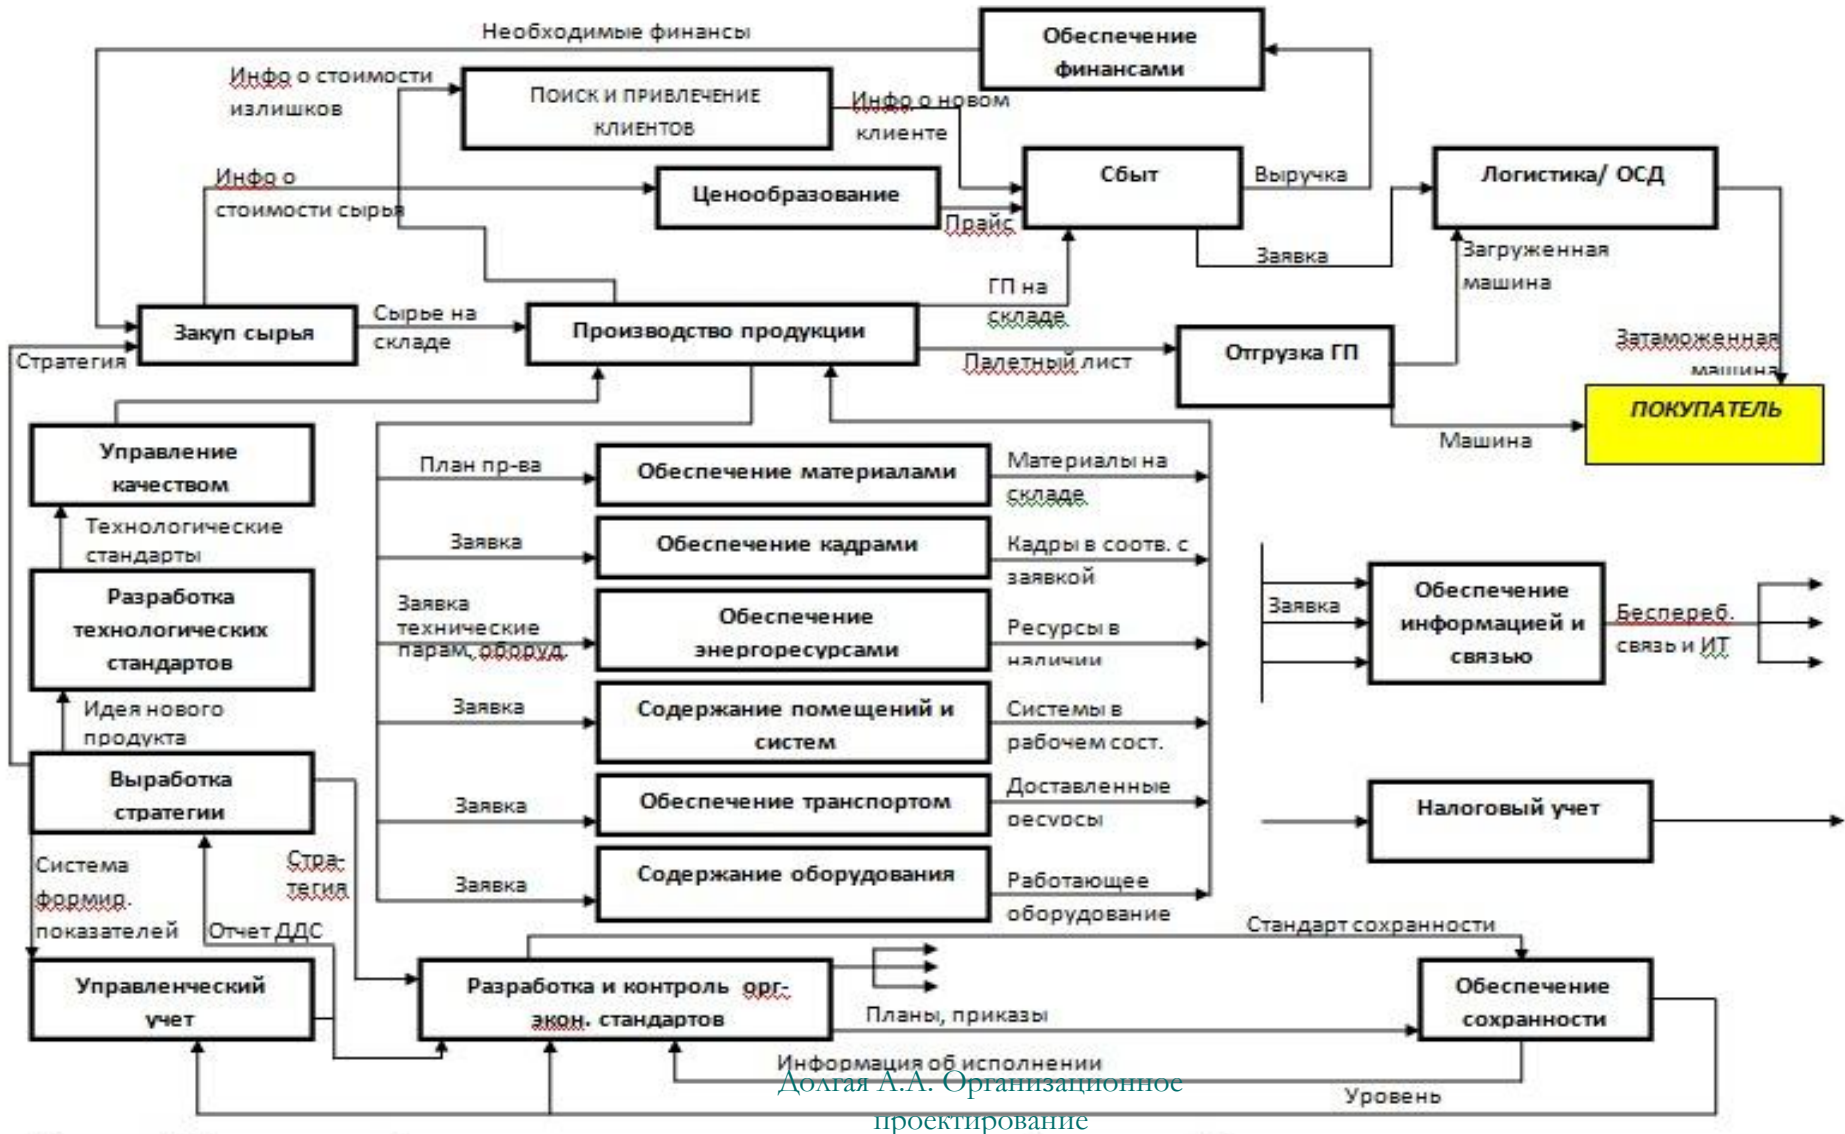 Необходимые финансы
Обеспечение
финансами
Инфо о стоимости
излишков
ПОИСК И ПРИВЛЕЧЕНИЕ
КЛИЕНТОВ
Инфо о новом
клиенте
Инфо о
стоимости сырья
Ценообразование
Прайс
Сбыт
Выручка
Логистика/ ОСД
Заявка
Загруженная
машина
ГП на
складе
Закуп сырья
Сырье на
складе
Производство продукции
Палетный лист
Отгрузка ГП
Затаможенная
машина
Стратегия
ПОКУПАТЕЛЬ
Машина
Управление
качеством
План пр-ва
Обеспечение материалами
Материалы на
складе
Технологические
стандарты
Заявка
Обеспечение кадрами
Кадры в соотв. с
заявкой
Разработка
технологических
стандартов
Заявка
технические
парам. оборуд.
Обеспечение
энергоресурсами
Ресурсы в
наличии
Заявка
Обеспечение
информацией и
связью
Беспереб.
связь и ИТ
Идея нового
продукта
Заявка
Содержание помещений и
систем
Системы в
рабочем сост.
Выработка
стратегии
Заявка
Обеспечение транспортом
Доставленные
ресурсы
Налоговый учет
Система
формир.
показателей
Стра-
тегия
Отчет ДДС
Заявка
Содержание оборудования
Работающее
оборудование
Стандарт сохранности
Управленческий
учет
Разработка и контроль орг-
экон. стандартов
Планы, приказы
Обеспечение
сохранности
Информация об исполнении
Уровень
Долгая А.А. Организационное
проектирование